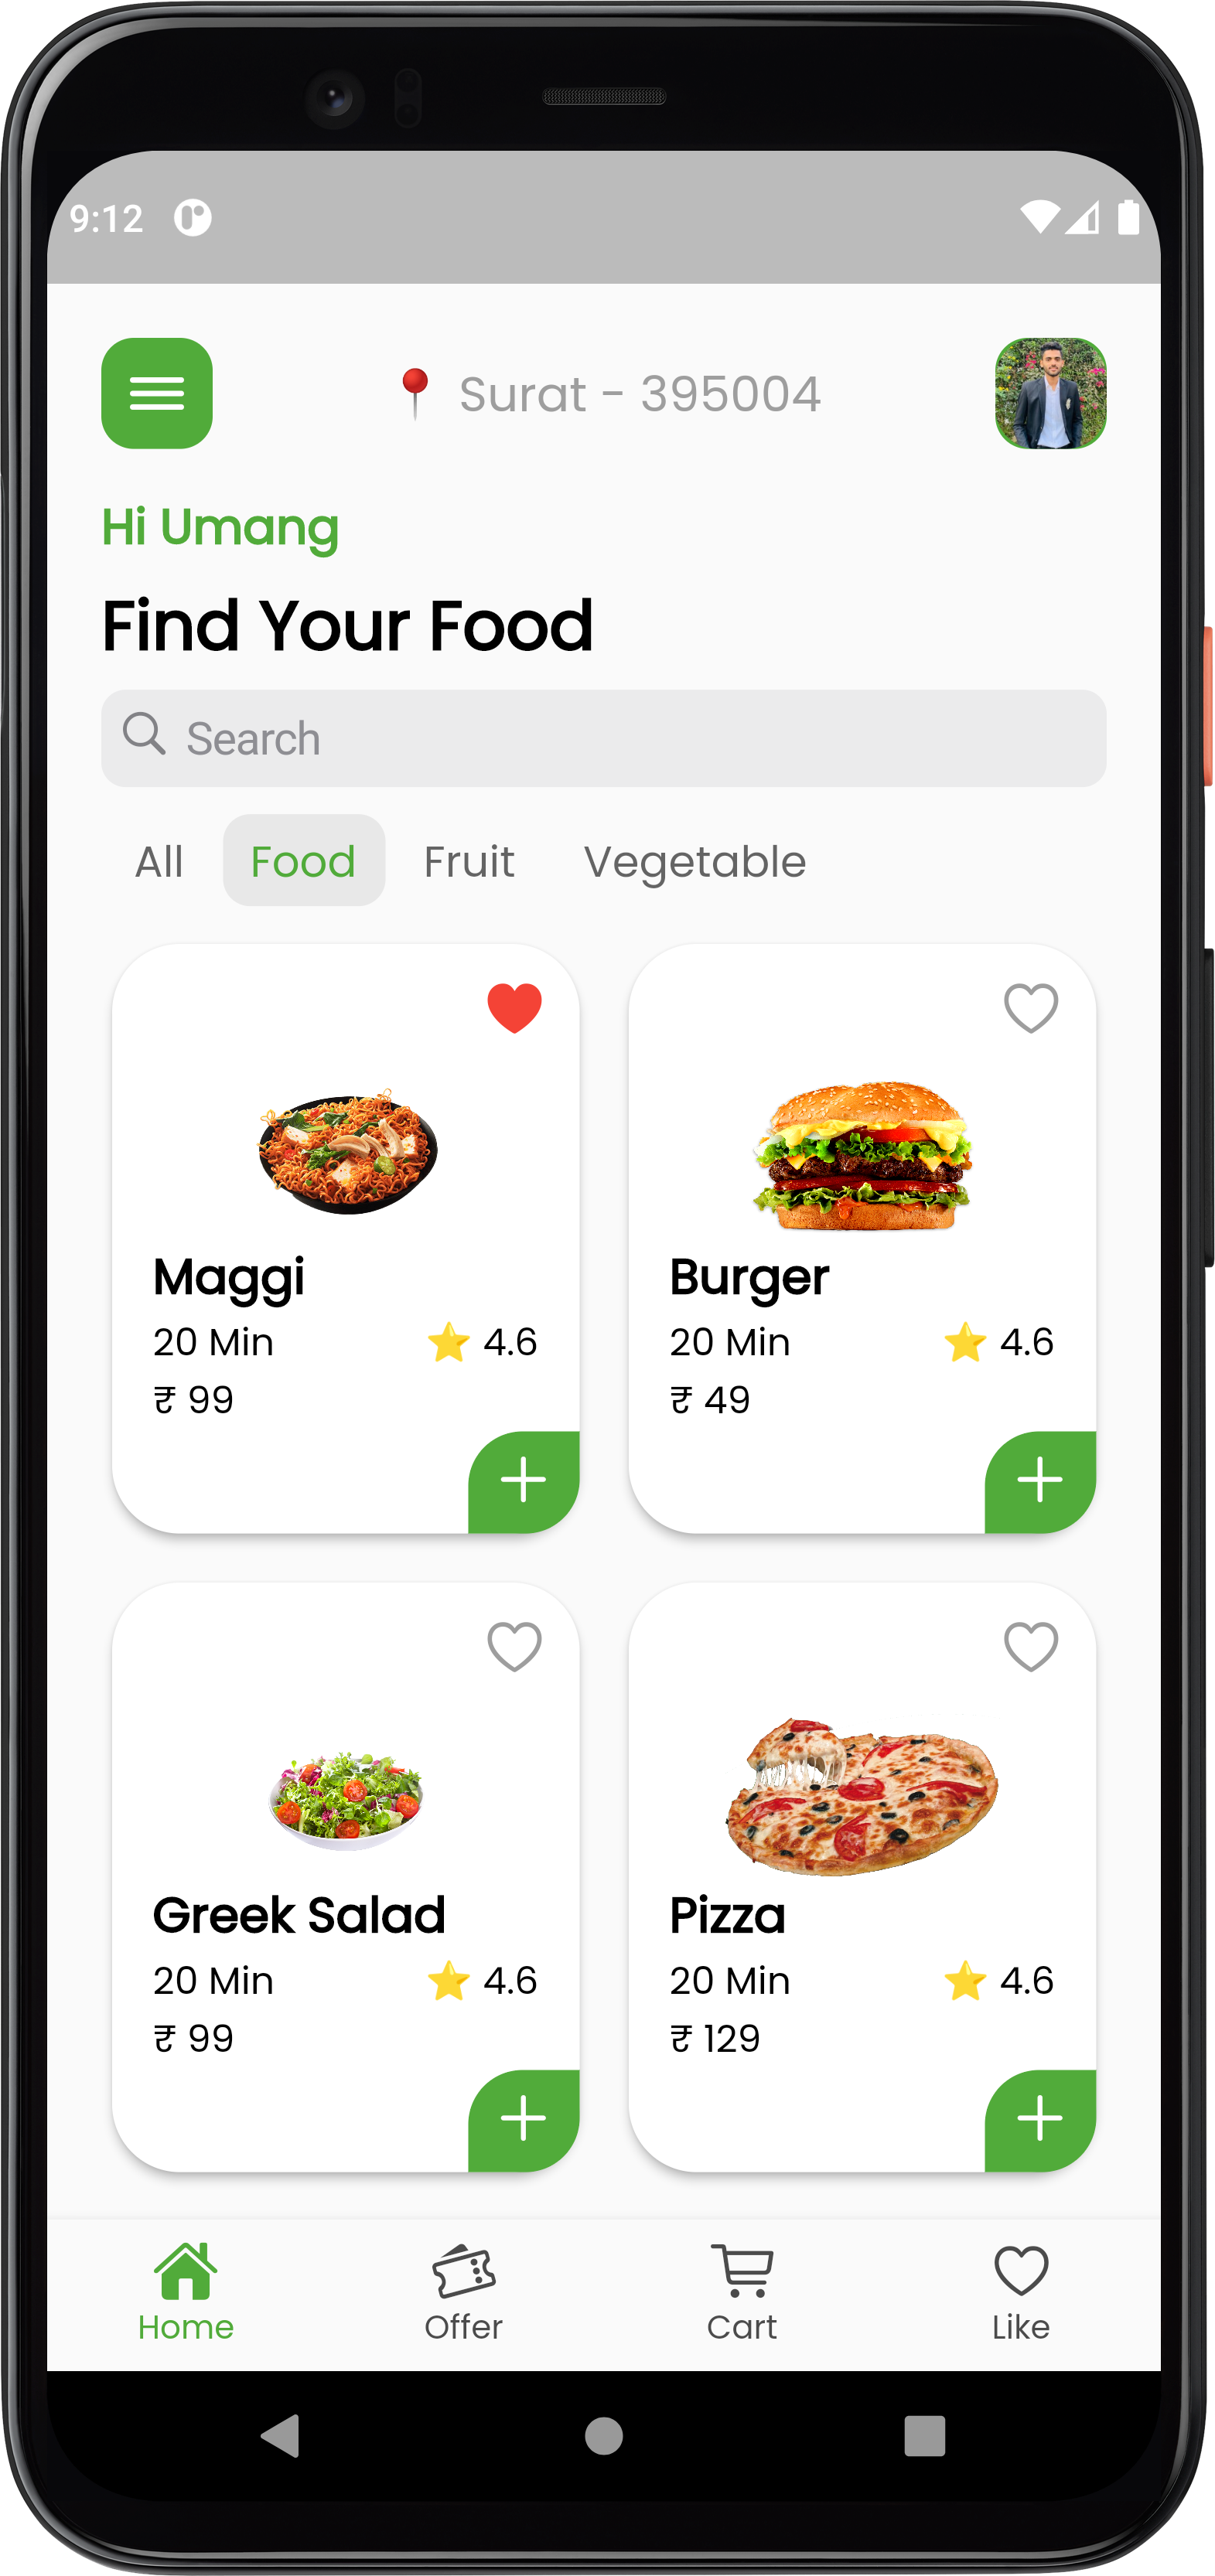 9:12
Surat - 395004
Hi Umang
Find Your Food
Search
All Food Fruit Vegetable
Maggi
20 Min 4.6
₹ 99
Burger
20 Min 4.6
₹ 49
Greek Salad
20 Min 4.6
₹ 99
Pizza
20 Min 4.6
₹ 129
Home Offer Cart Like